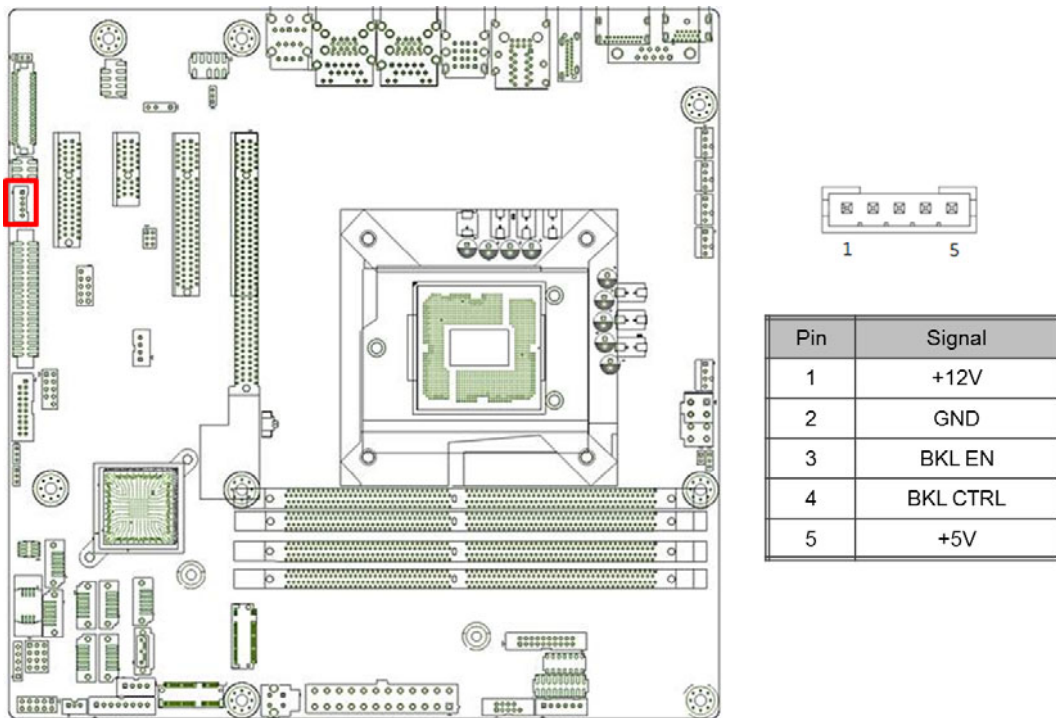 1 5
Pin Signal
1 +12V
2 GND
3 BKL EN
4 BKL CTRL
5 +5V